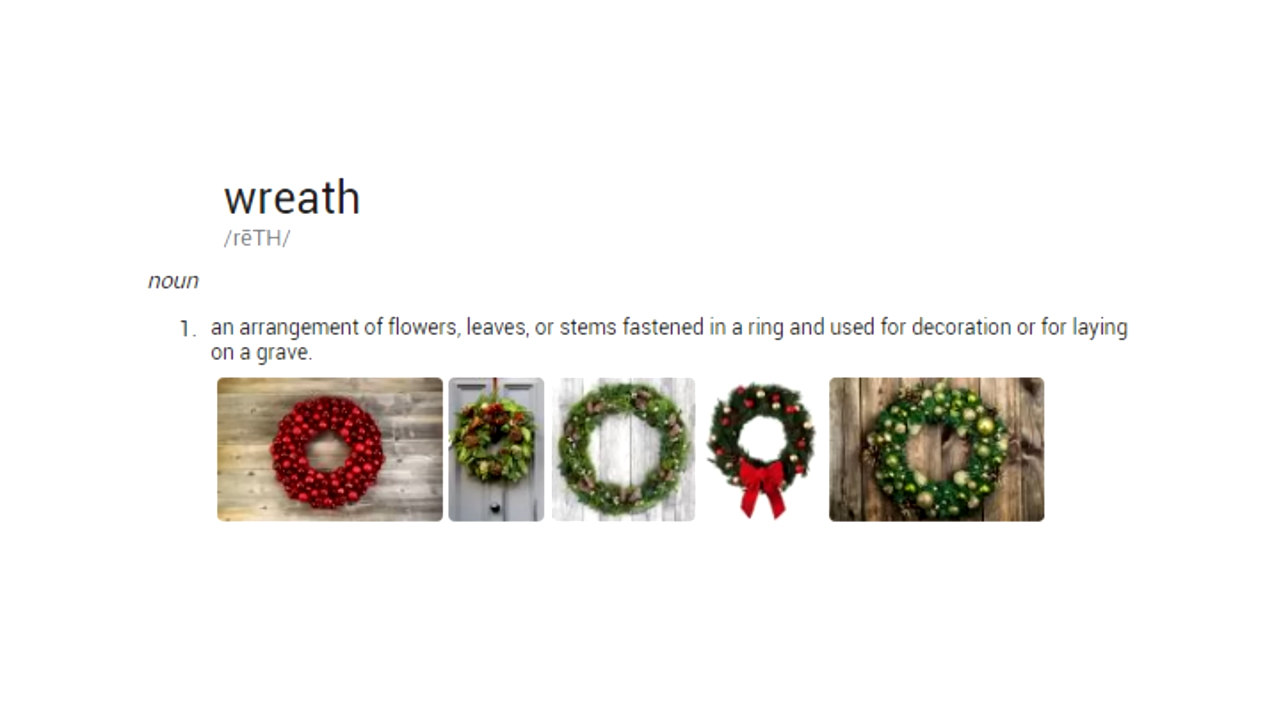 wreath
/rēTH/
noun
1. an arrangement of flowers, leaves, or stems fastened in a ring and used for decoration or for laying
on a grave.